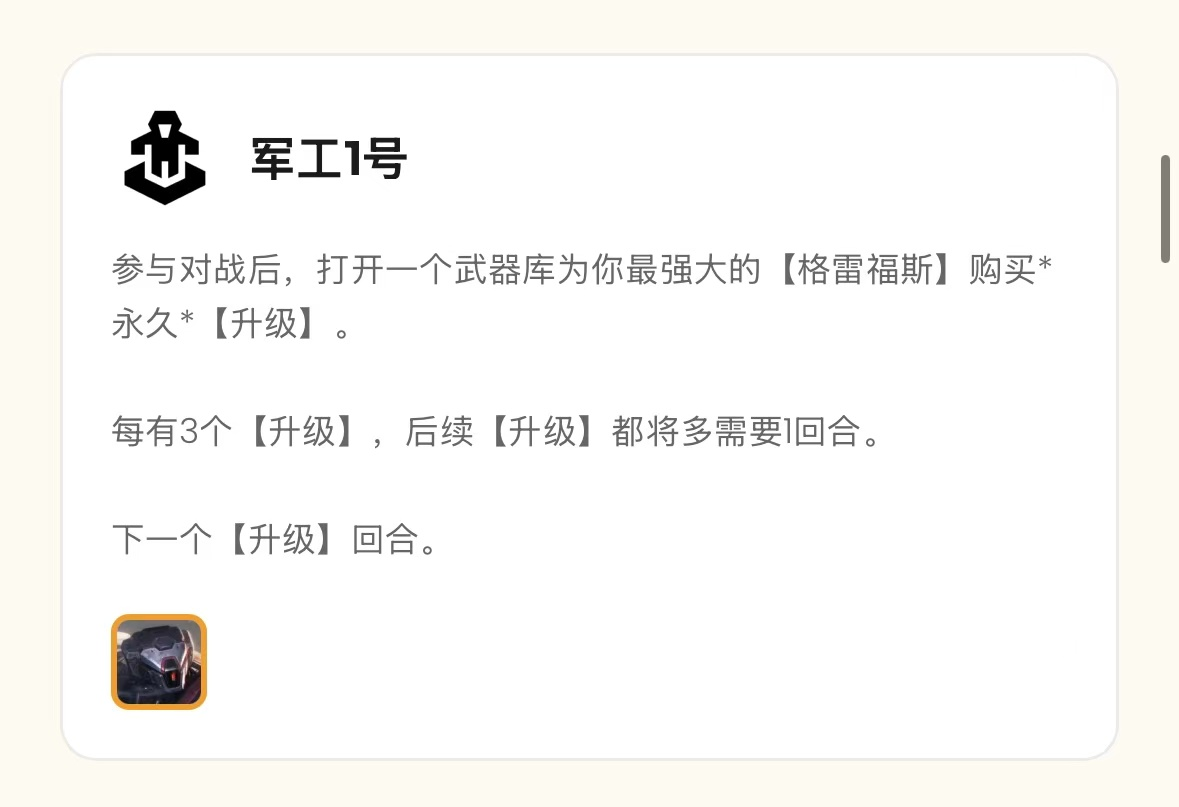 军工1号
参与对战后，打开一个武器库为你最强大的【格雷福斯】购买*
永久*【升级】。
每有3个【升级】，后续【升级】都将多需要1回合。
下一个【升级】回合。